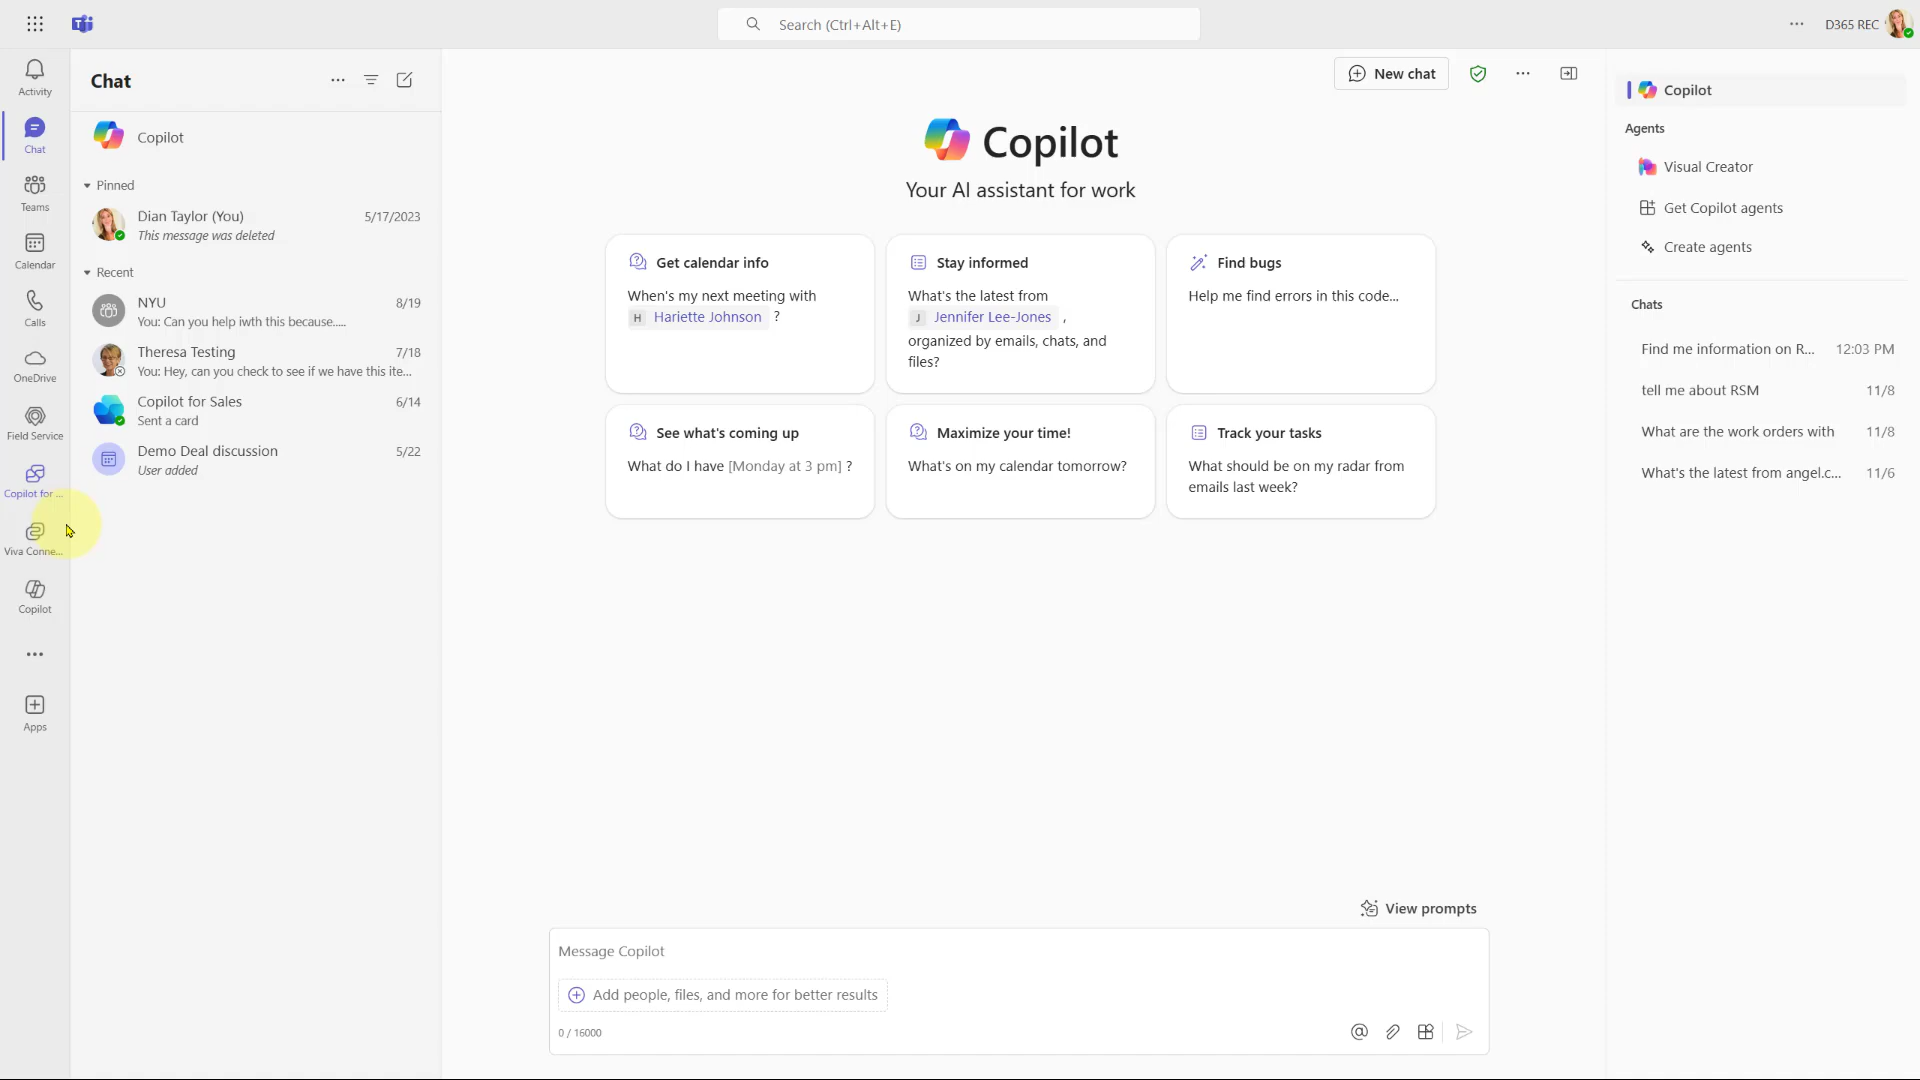 Search (Ctrl+Alt+E)
D365 REC
Activity
Chat
Teams
Calendar
Calls
OneDrive
Field Service
Copilot for ...
Viva Conne...
Copilot
Apps
Chat
Copilot
Pinned
Dian Taylor (You) 5/17/2023
This message was deleted
Recent
NYU 8/19
You: Can you help iwth this because.....
Theresa Testing 7/18
You: Hey, can you check to see if we have this ite...
Copilot for Sales 6/14
Sent a card
Demo Deal discussion 5/22
User added
New chat
Copilot
Your AI assistant for work
Get calendar info
When's my next meeting with
H Hariette Johnson ?
Stay informed
What's the latest from
J Jennifer Lee-Jones ,
organized by emails, chats, and
files?
Find bugs
Help me find errors in this code...
See what's coming up
What do I have [Monday at 3 pm] ?
Maximize your time!
What's on my calendar tomorrow?
Track your tasks
What should be on my radar from
emails last week?
View prompts
Message Copilot
Add people, files, and more for better results
0 / 16000
Copilot
Agents
Visual Creator
Get Copilot agents
Create agents
Chats
Find me information on R... 12:03 PM
tell me about RSM 11/8
What are the work orders with 11/8
What's the latest from angel.c... 11/6